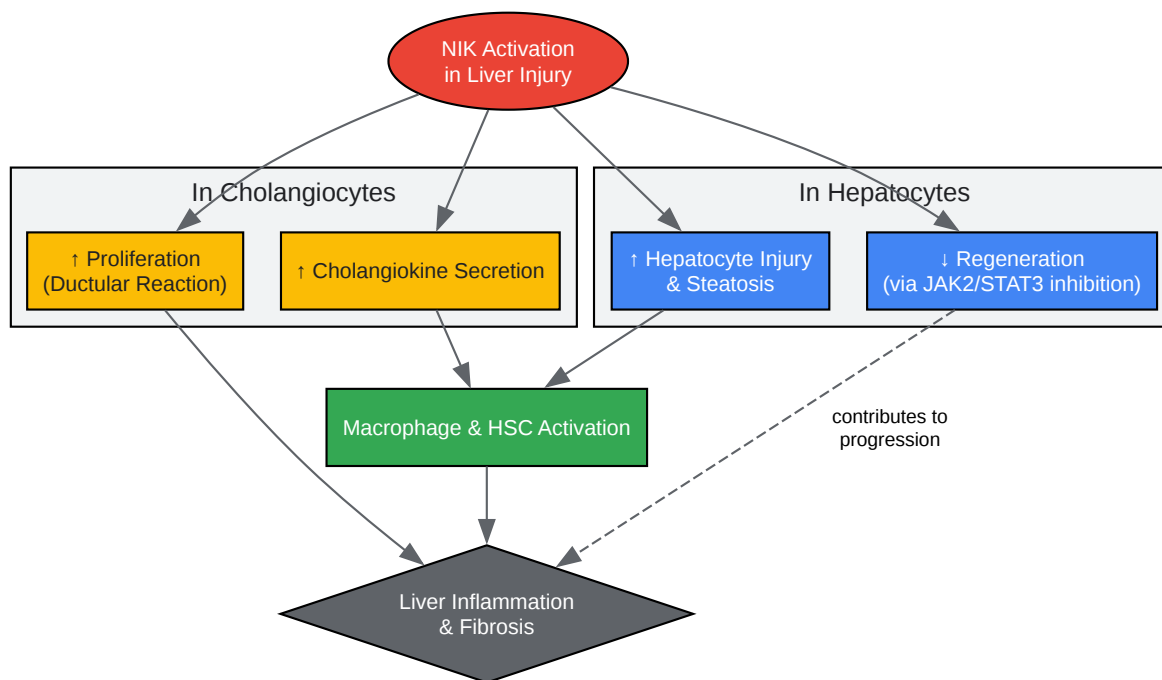 NIK Activation
in Liver Injury
In Cholangiocytes
In Hepatocytes
↑ Proliferation
(Ductular Reaction)
↑ Cholangiokine Secretion
↑ Hepatocyte Injury
& Steatosis
↓ Regeneration
(via JAK2/STAT3 inhibition)
Macrophage & HSC Activation
contributes to
progression
Liver Inflammation
& Fibrosis